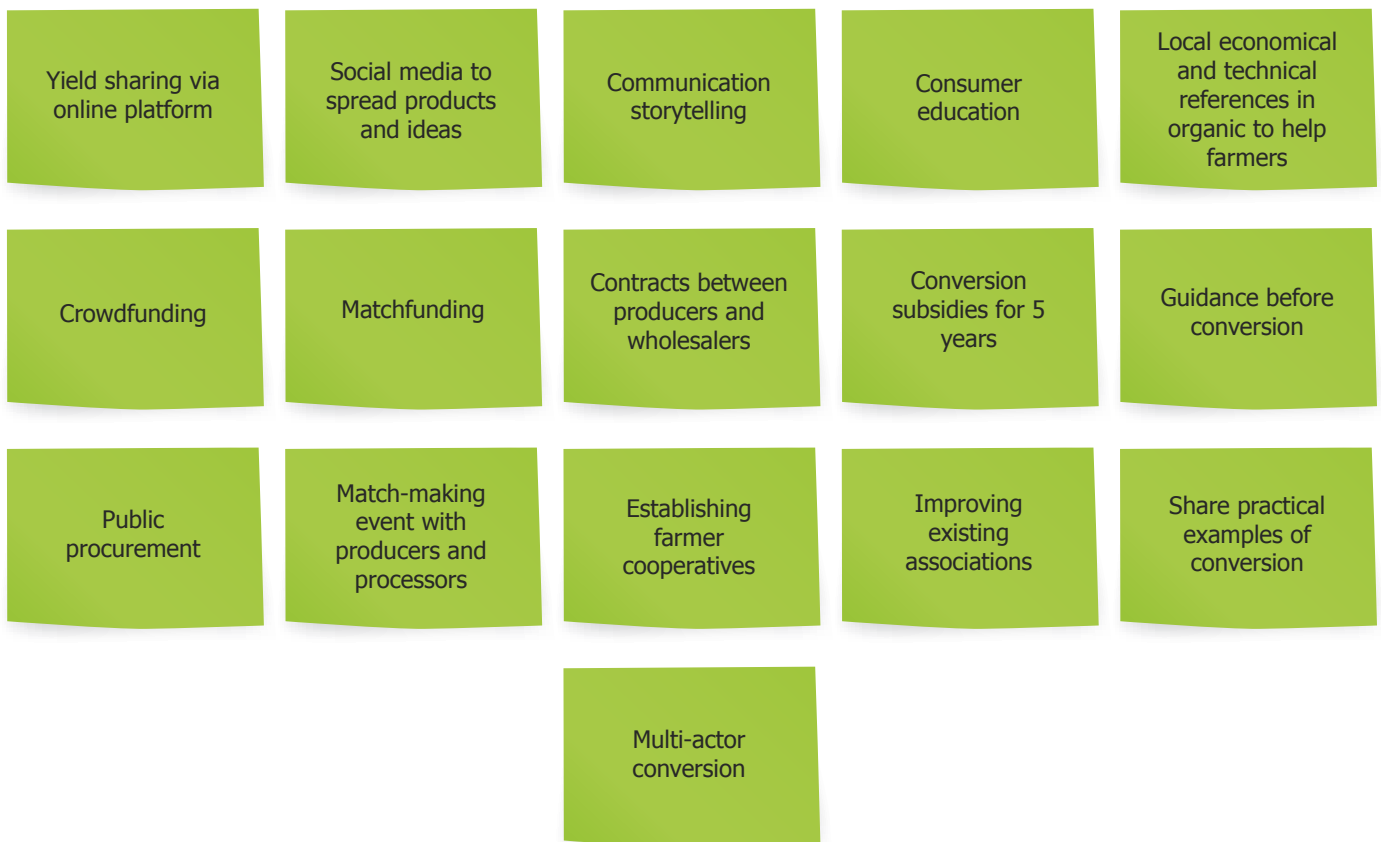 Yield sharing via
online platform
Social media to
spread products
and ideas
Communication
storytelling
Consumer
education
Local economical
and technical
references in
organic to help
farmers
Crowdfunding
Matchfunding
Contracts between
producers and
wholesalers
Conversion
subsidies for 5
years
Guidance before
conversion
Public
procurement
Match-making
event with
producers and
processors
Establishing
farmer
cooperatives
Improving
existing
associations
Share practical
examples of
conversion
Multi-actor
conversion